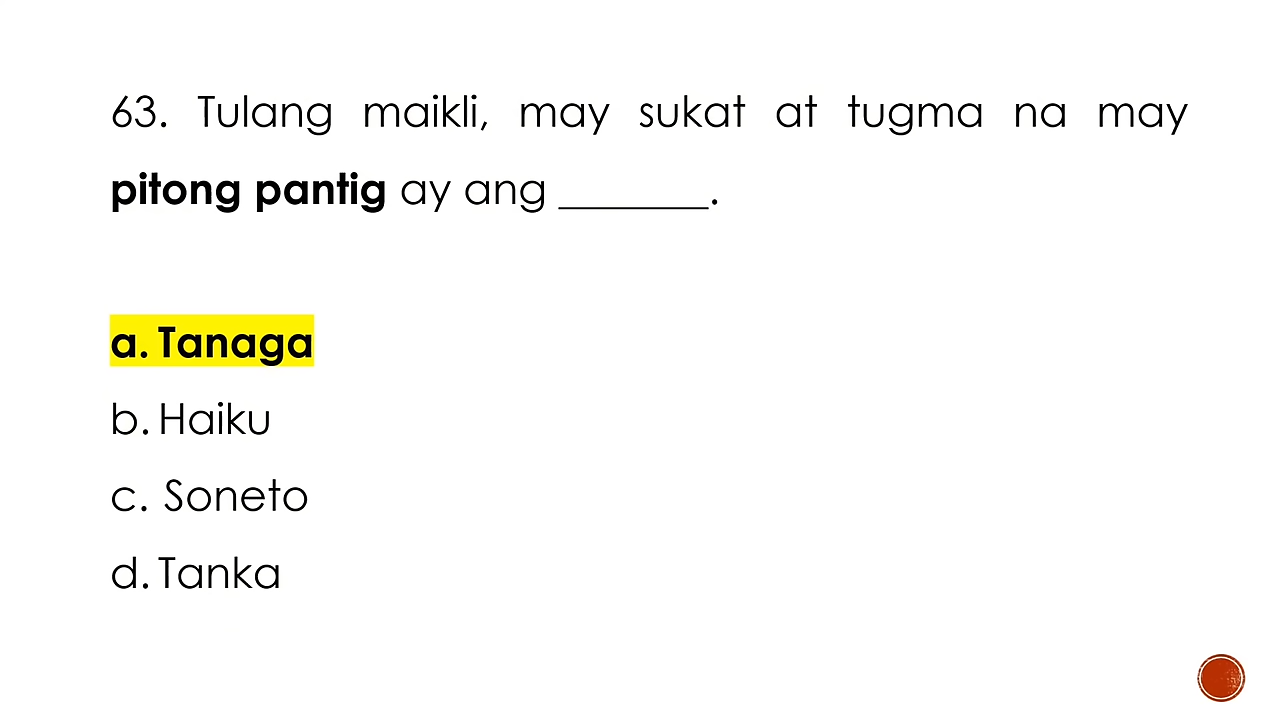 63. Tulang maikli, may sukat at tugma na may
pitong pantig ay ang _______.
a. Tanaga
b. Haiku
c. Soneto
d. Tanka